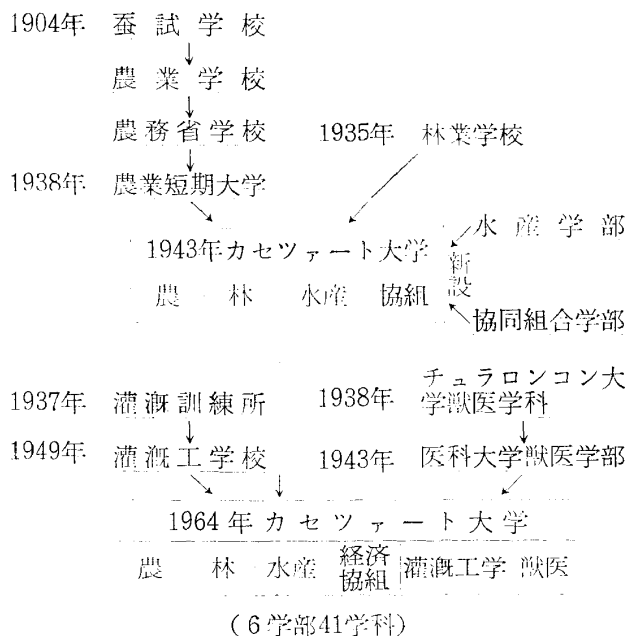 1904年 蚕試学校
農業学校
農務省学校 1935年 林業学校
1938年 農業短期大学
水産学部
1943年カセツァート大学
新設
農 林 水産 協組
協同組合学部
1937年 灌漑訓練所 1938年 チュラロンコン大学獣医学科
1949年 灌漑工学校 1943年 医科大学獣医学部
1964年カセツァート大学
農 林 水産 経済協組 灌漑工学 獣医
(6学部41学科)